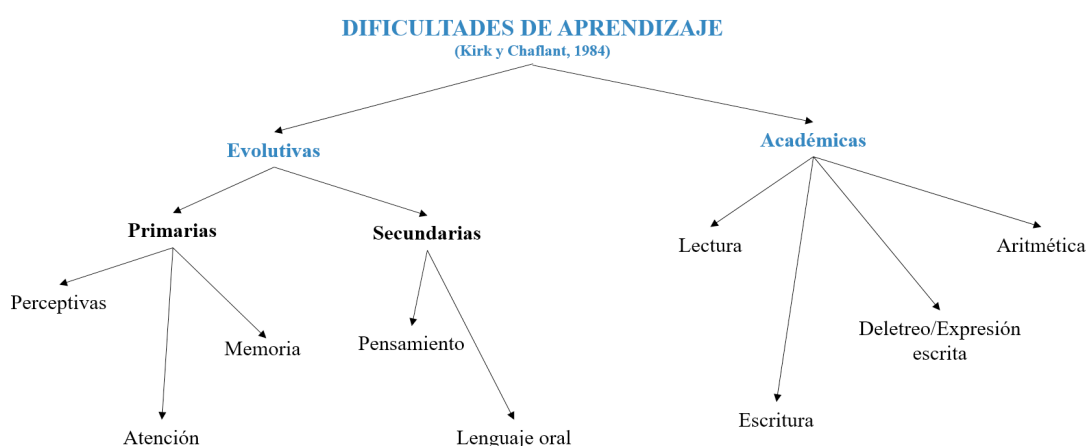 DIFICULTADES DE APRENDIZAJE
(Kirk y Chaflant, 1984)
Evolutivas
Académicas
Primarias
Secundarias
Lectura
Aritmética
Perceptivas
Memoria
Pensamiento
Deletreo/Expresión
escrita
Atención
Lenguaje oral
Escritura